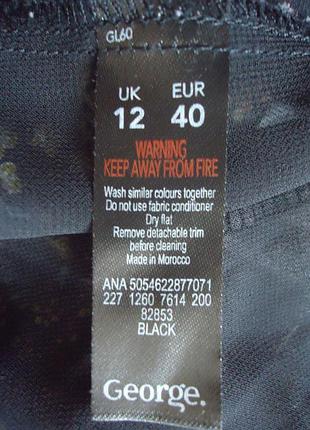 GL60
UK EUR
12 40
WARNING
KEEP AWAY FROM FIRE
Wash similar colours together
Do not use fabric conditioner
Dry flat
Remove detachable trim
before cleaning
Made in Morocco
ANA 5054622877071
227 1260 7614 200
82853
BLACK
George.